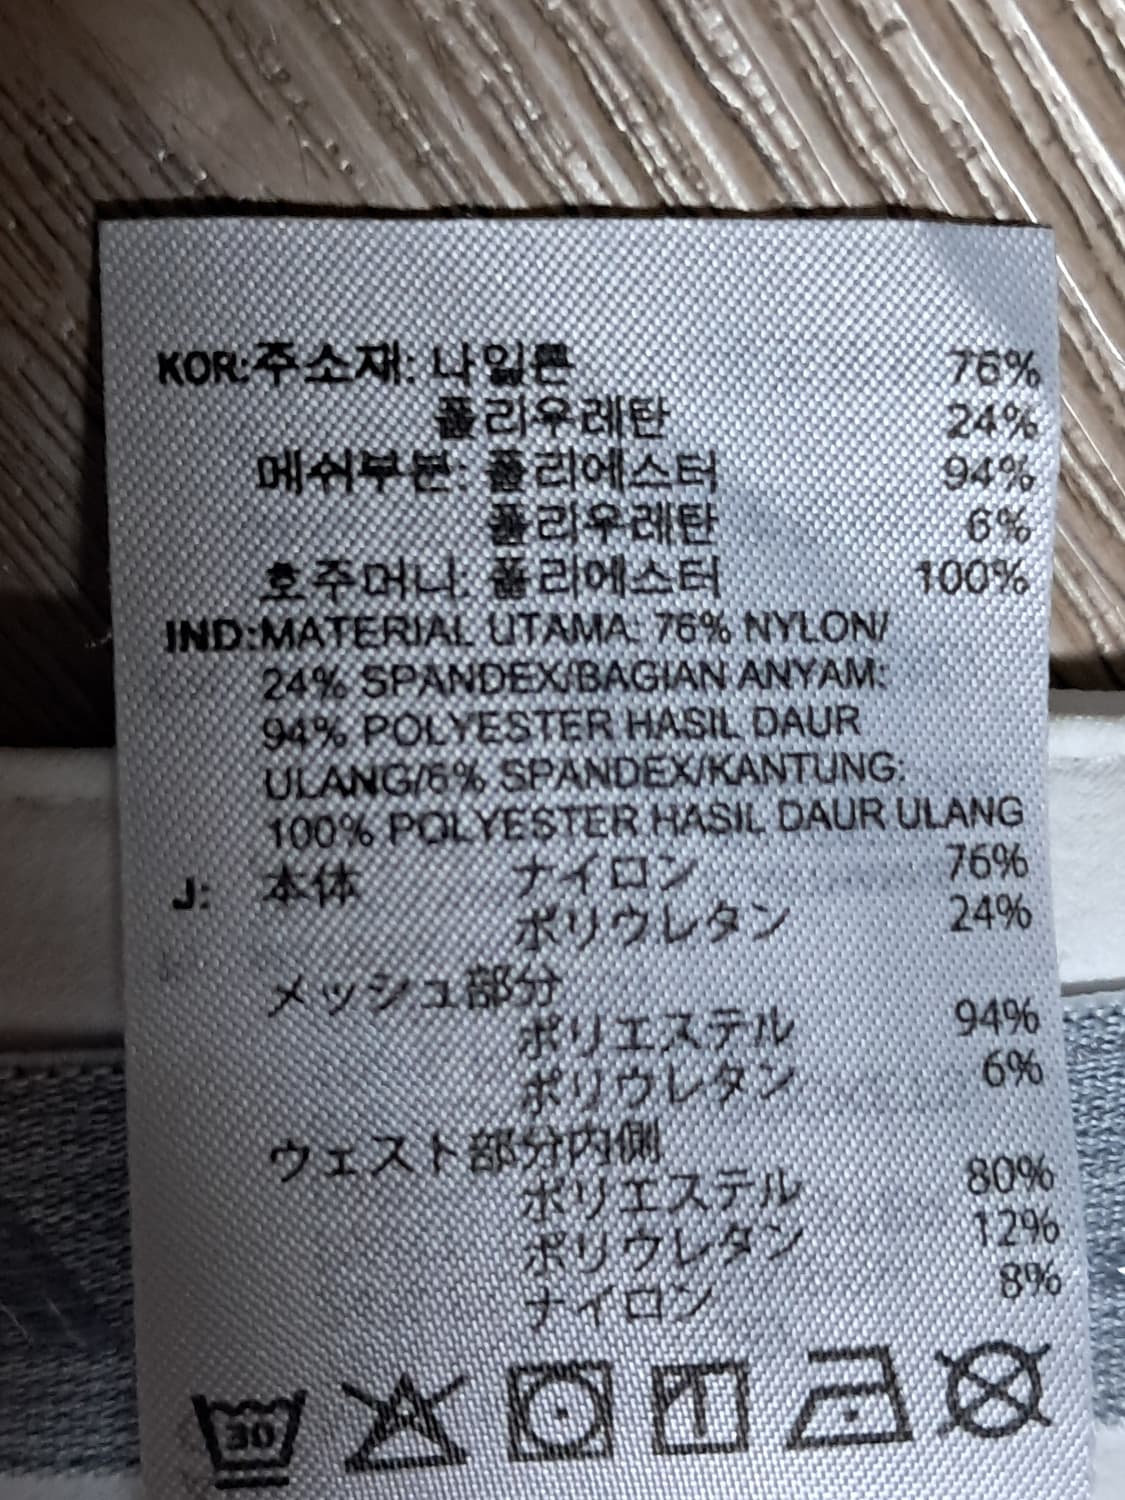 KOR: 주소재: 나일론 76%
폴리우레탄 24%
메쉬부분: 폴리에스터 94%
폴리우레탄 6%
호주머니: 폴리에스터 100%
IND: MATERIAL UTAMA: 76% NYLON/
24% SPANDEX/BAGIAN ANYAM:
94% POLYESTER HASIL DAUR
ULANG/6% SPANDEX/KANTUNG:
100% POLYESTER HASIL DAUR ULANG
J: 本体 ナイロン 76%
ポリウレタン 24%
メッシュ部分
ポリエステル 94%
ポリウレタン 6%
ウェスト部分内側
ポリエステル 80%
ポリウレタン 12%
ナイロン 8%
30